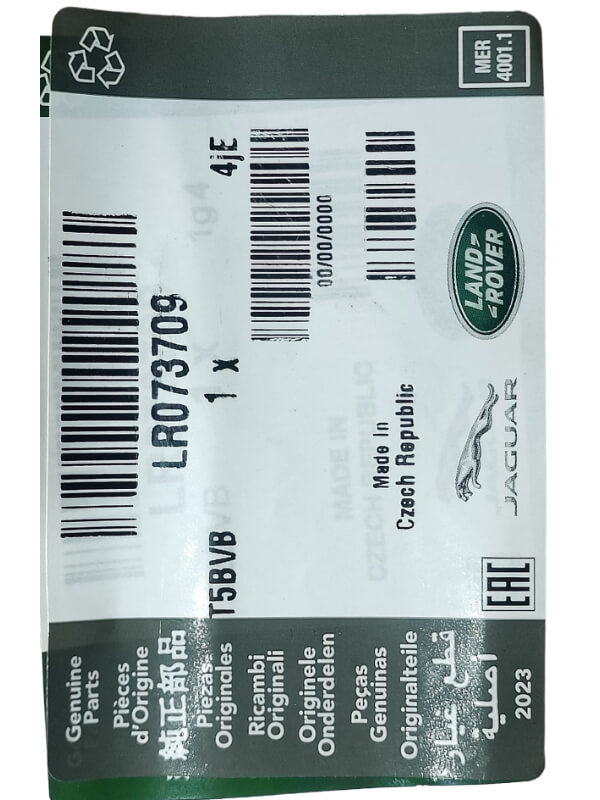 MER
4001.1
LR073709
T5BVB 1 x 4jE
00/00/0000
Made In
Czech Republic
LAND
ROVER
JAGUAR
EAC
Genuine
Parts
Pièces
d'Origine
純正部品
Piezas
Originales
Ricambi
Originali
Originele
Onderdelen
Peças
Genuinas
Originalteile
قطع غيار
أصلية
2023